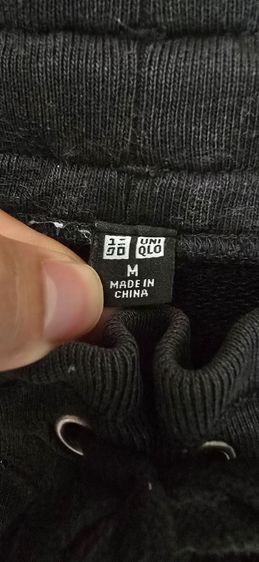 ユニ UNI
クロ QLO
M
MADE IN
CHINA